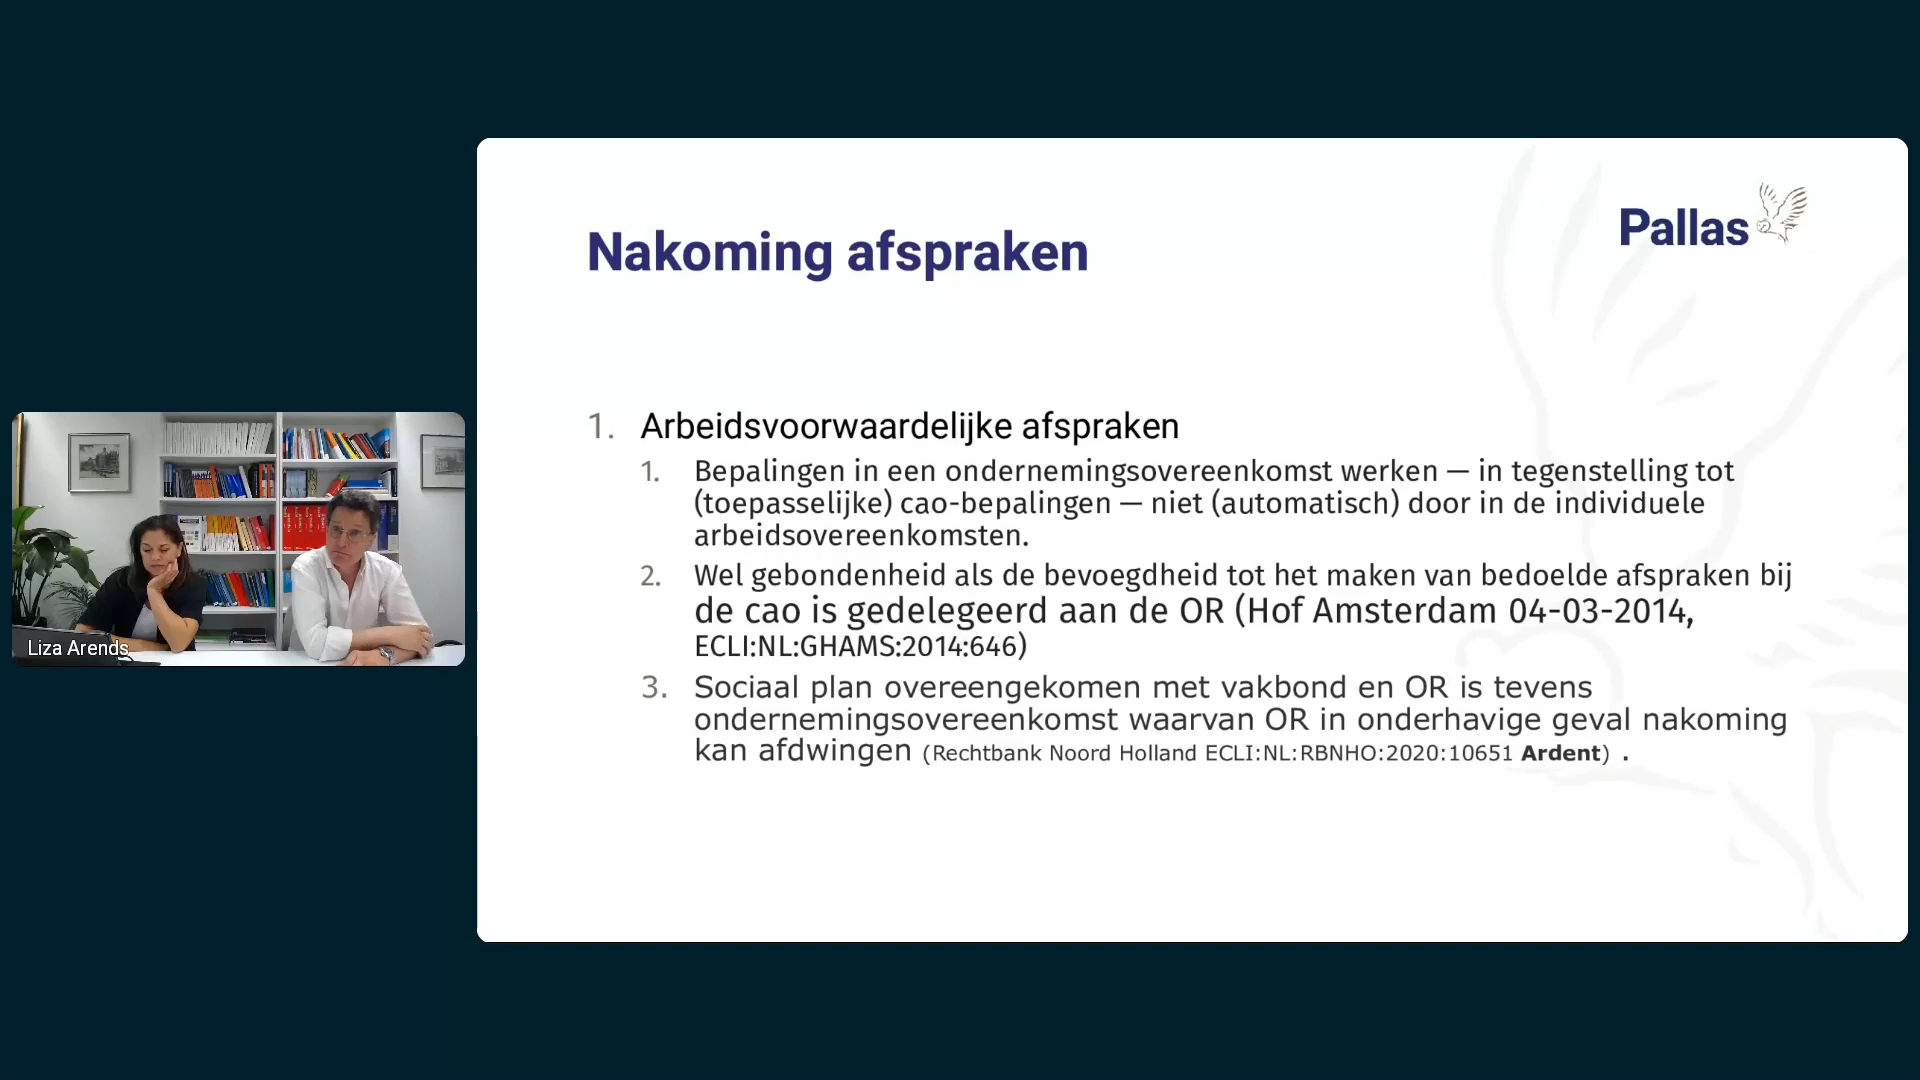 Pallas
Nakoming afspraken
1. Arbeidsvoorwaardelijke afspraken
1. Bepalingen in een ondernemingsovereenkomst werken — in tegenstelling tot
(toepasselijke) cao-bepalingen — niet (automatisch) door in de individuele
arbeidsovereenkomsten.
2. Wel gebondenheid als de bevoegdheid tot het maken van bedoelde afspraken bij
de cao is gedelegeerd aan de OR (Hof Amsterdam 04-03-2014,
ECLI:NL:GHAMS:2014:646)
3. Sociaal plan overeengekomen met vakbond en OR is tevens
ondernemingsovereenkomst waarvan OR in onderhavige geval nakoming
kan afdwingen (Rechtbank Noord Holland ECLI:NL:RBNHO:2020:10651 Ardent) .
Liza Arends